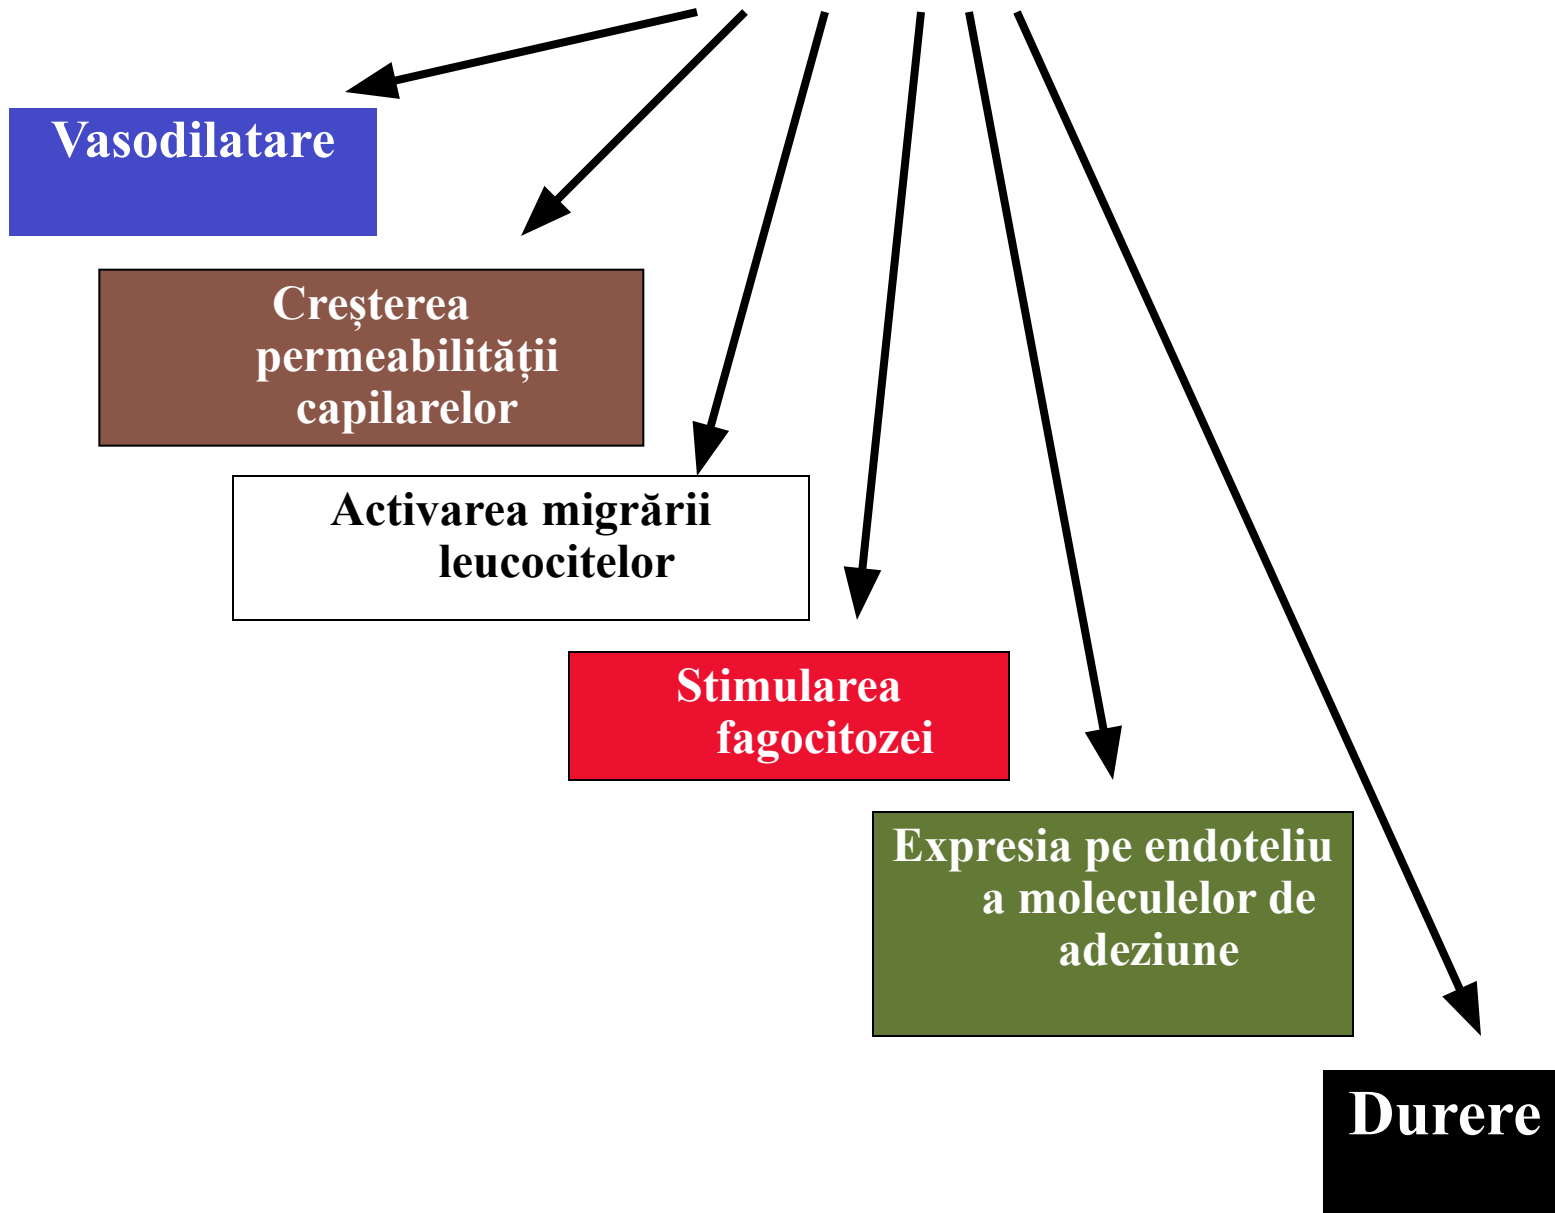 Vasodilatare
Creșterea
permeabilității
capilarelor
Activarea migrării
leucocitelor
Stimularea
fagocitozei
Expresia pe endoteliu
a moleculelor de
adeziune
Durere